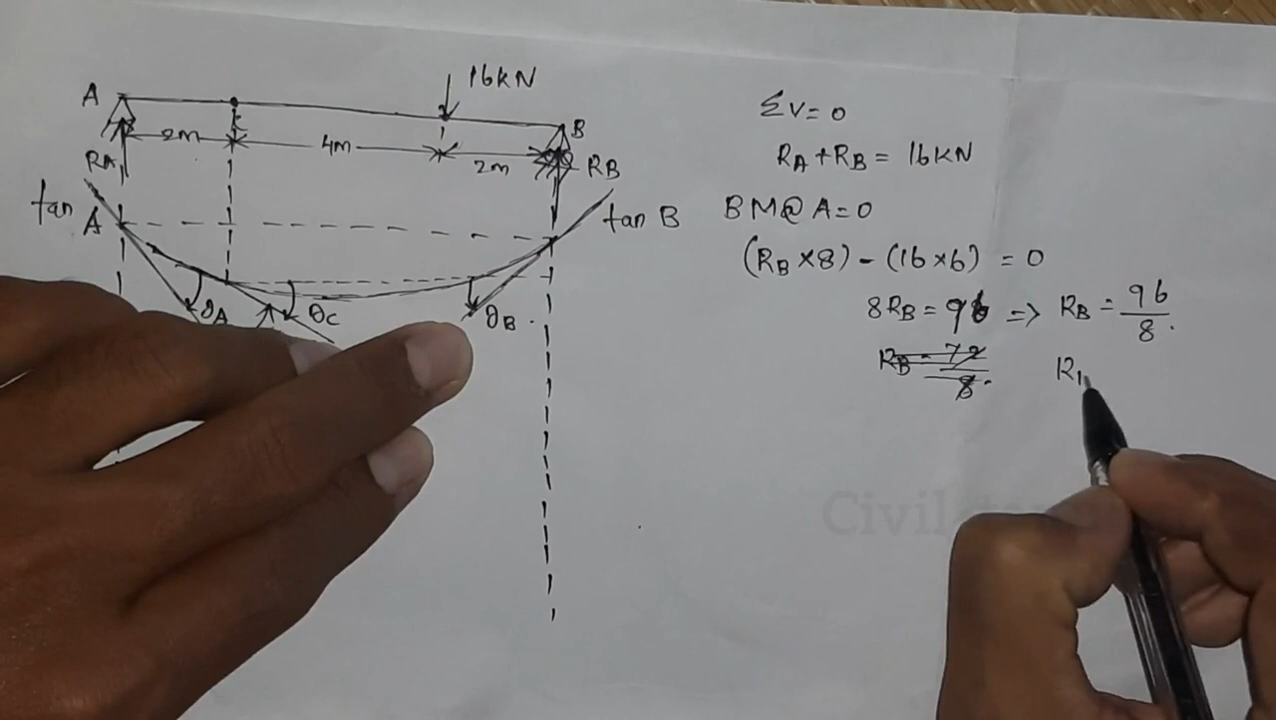 16KN
A
B
2m
4m
2m
RA
RB
tan A
tan B
θA
θC
θB
ΣV=0
RA+RB= 16KN
BM@A=0
(RB×8)-(16×6) =0
8RB=96 => RB=96/8
RB=72/8
Civil